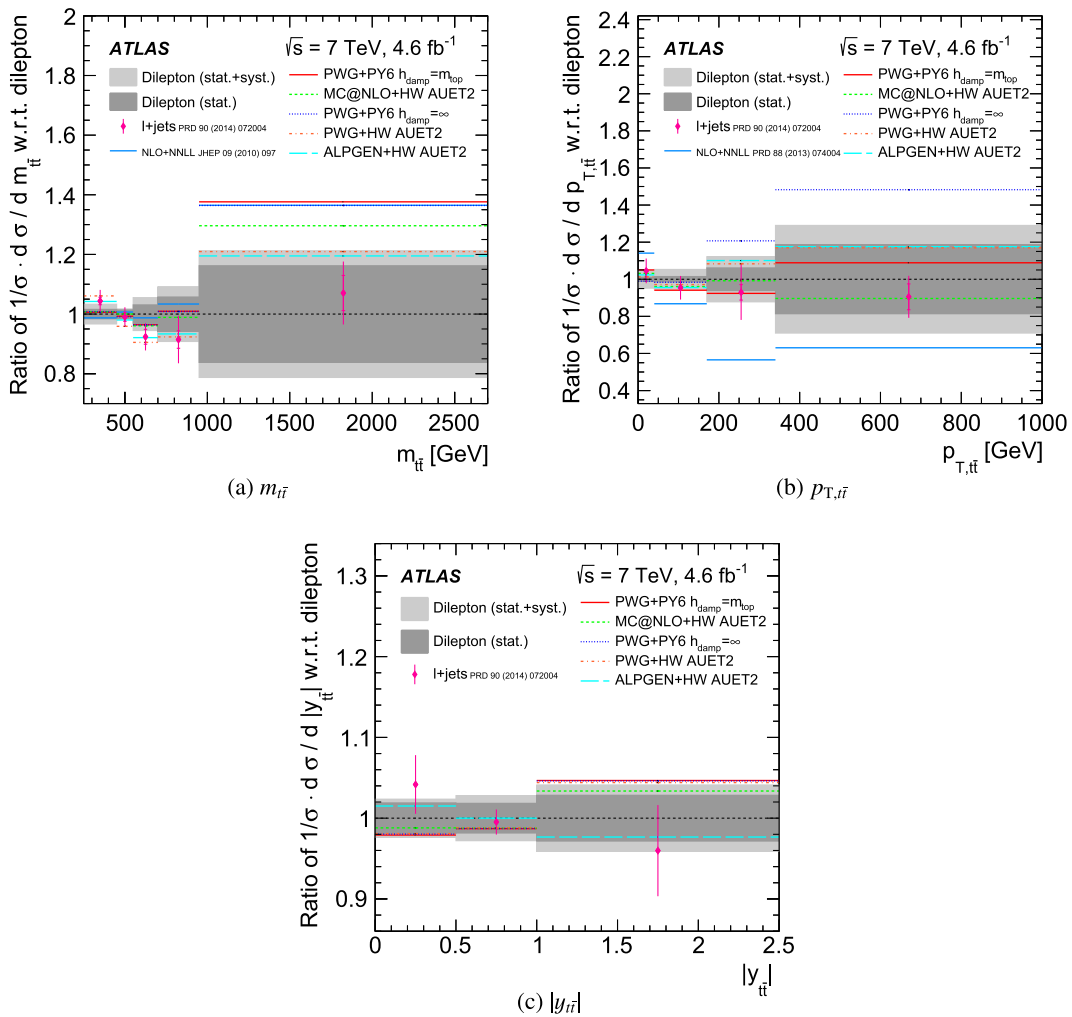 ATLAS
√s = 7 TeV, 4.6 fb⁻¹
Dilepton (stat.+syst.)
Dilepton (stat.)
l+jets PRD 90 (2014) 072004
NLO+NNLL JHEP 09 (2010) 097
PWG+PY6 h_damp=m_top
MC@NLO+HW AUET2
PWG+PY6 h_damp=∞
PWG+HW AUET2
ALPGEN+HW AUET2
Ratio of 1/σ · d σ / d m_tt̄ w.r.t. dilepton
2
1.8
1.6
1.4
1.2
1
0.8
500 1000 1500 2000 2500
m_tt̄ [GeV]
(a) m_tt̄
ATLAS
√s = 7 TeV, 4.6 fb⁻¹
Dilepton (stat.+syst.)
Dilepton (stat.)
l+jets PRD 90 (2014) 072004
NLO+NNLL PRD 88 (2013) 074004
PWG+PY6 h_damp=m_top
MC@NLO+HW AUET2
PWG+PY6 h_damp=∞
PWG+HW AUET2
ALPGEN+HW AUET2
Ratio of 1/σ · d σ / d p_T,tt̄ w.r.t. dilepton
2.4
2.2
2
1.8
1.6
1.4
1.2
1
0.8
0.6
0.4
0 200 400 600 800 1000
p_T,tt̄ [GeV]
(b) p_T,tt̄
ATLAS
√s = 7 TeV, 4.6 fb⁻¹
Dilepton (stat.+syst.)
Dilepton (stat.)
l+jets PRD 90 (2014) 072004
PWG+PY6 h_damp=m_top
MC@NLO+HW AUET2
PWG+PY6 h_damp=∞
PWG+HW AUET2
ALPGEN+HW AUET2
Ratio of 1/σ · d σ / d |y_tt̄| w.r.t. dilepton
1.3
1.2
1.1
1
0.9
0 0.5 1 1.5 2 2.5
|y_tt̄|
(c) |y_tt̄|